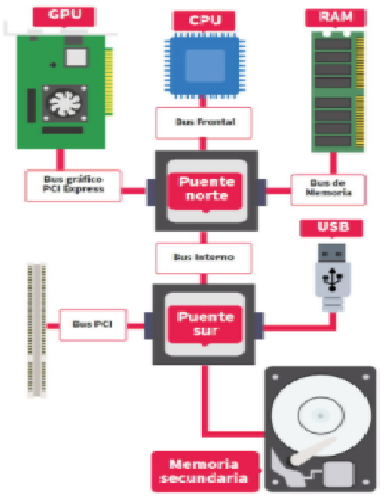 GPU
CPU
RAM
Bus Frontal
Bus gráfico
PCI Express
Puente
norte
Bus de
Memoria
USB
Bus Interno
Bus PCI
Puente
sur
Memoria
secundaria